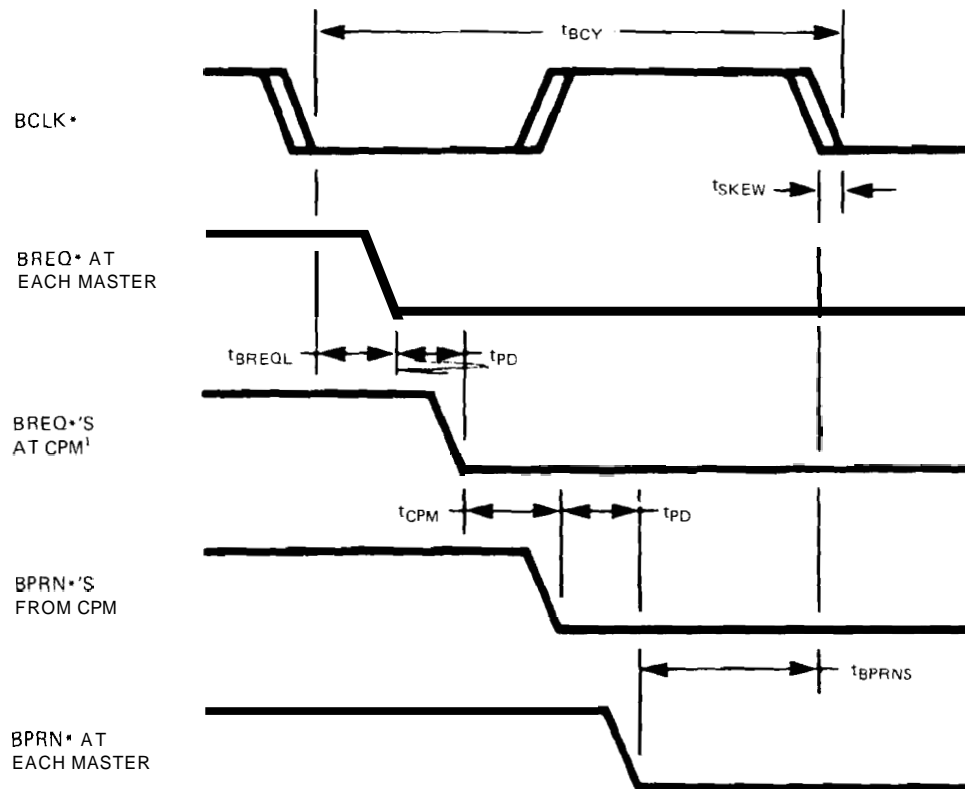 tBCY
BCLK*
tSKEW
BREQ* AT
EACH MASTER
tBREQL
tPD
BREQ*'S
AT CPM¹
tCPM
tPD
BPRN*'S
FROM CPM
tBPRNS
BPRN* AT
EACH MASTER